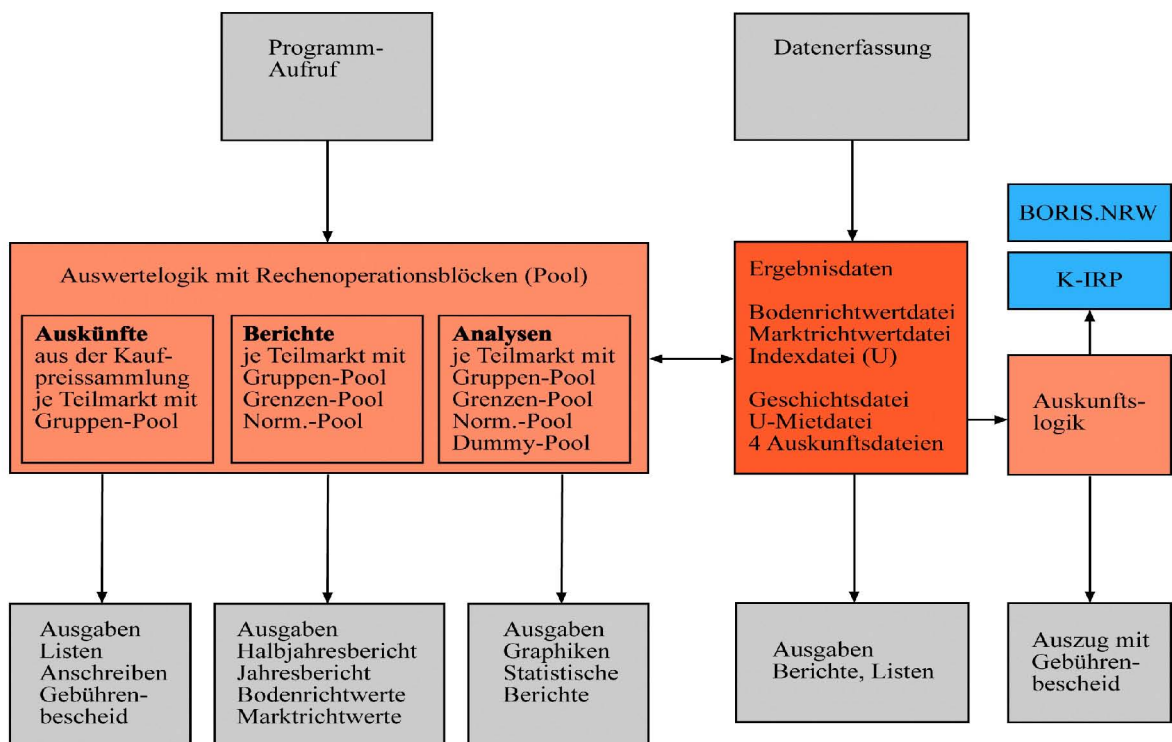 Programm-
Aufruf
Datenerfassung
BORIS.NRW
K-IRP
Auswertelogik mit Rechenoperationsblöcken (Pool)
Auskünfte
aus der Kauf-
preissammlung
je Teilmarkt mit
Gruppen-Pool
Berichte
je Teilmarkt mit
Gruppen-Pool
Grenzen-Pool
Norm.-Pool
Analysen
je Teilmarkt mit
Gruppen-Pool
Grenzen-Pool
Norm.-Pool
Dummy-Pool
Ergebnisdaten
Bodenrichtwertdatei
Marktrichtwertdatei
Indexdatei (U)
Geschichtsdatei
U-Mietdatei
4 Auskunftsdateien
Auskunfts-
logik
Ausgaben
Listen
Anschreiben
Gebühren-
bescheid
Ausgaben
Halbjahresbericht
Jahresbericht
Bodenrichtwerte
Marktrichtwerte
Ausgaben
Graphiken
Statistische
Berichte
Ausgaben
Berichte, Listen
Auszug mit
Gebühren-
bescheid